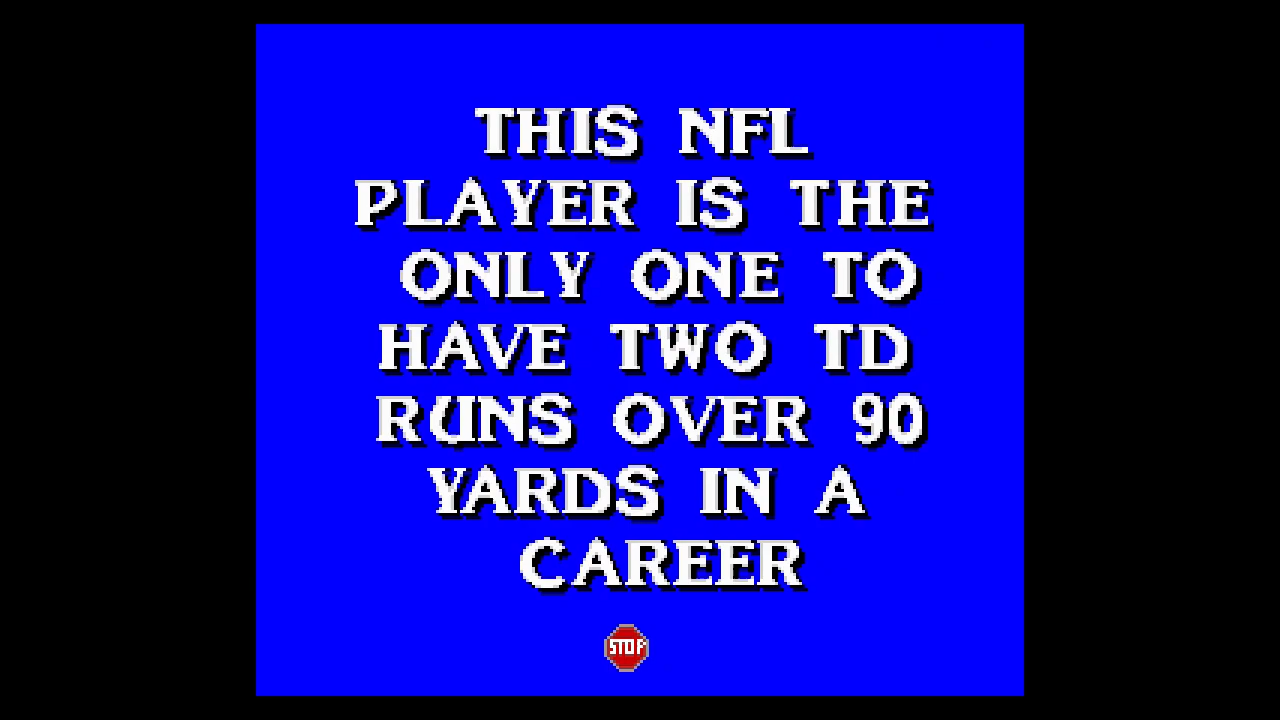 THIS NFL
PLAYER IS THE
ONLY ONE TO
HAVE TWO TD
RUNS OVER 90
YARDS IN A
CAREER
STOP